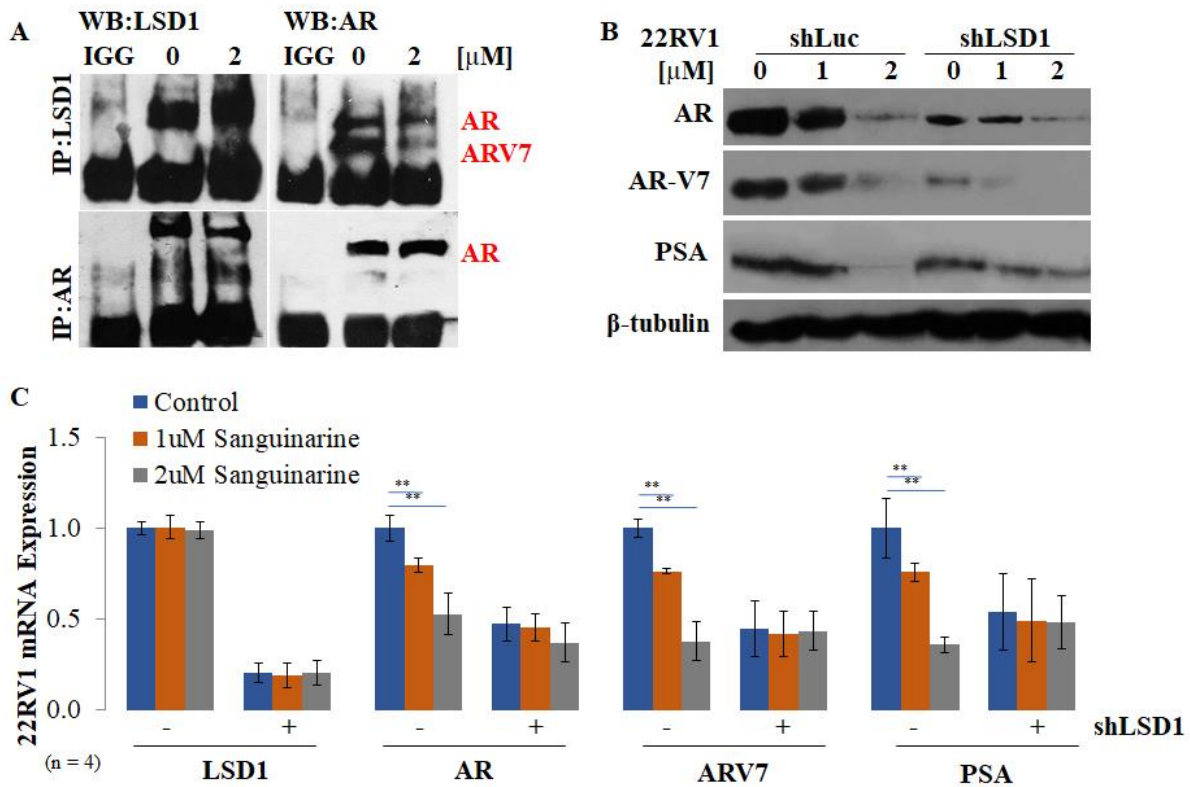 A
WB:LSD1 WB:AR
IGG 0 2 IGG 0 2 [µM]
IP:LSD1
AR
ARV7
IP:AR
AR
B
22RV1 shLuc shLSD1
[µM] 0 1 2 0 1 2
AR
AR-V7
PSA
β-tubulin
C
Control
1uM Sanguinarine
2uM Sanguinarine
22RV1 mRNA Expression
1.5
1.0
0.5
0.0
** ** **
** ** **
- + - + - + - + shLSD1
(n = 4)
LSD1 AR ARV7 PSA